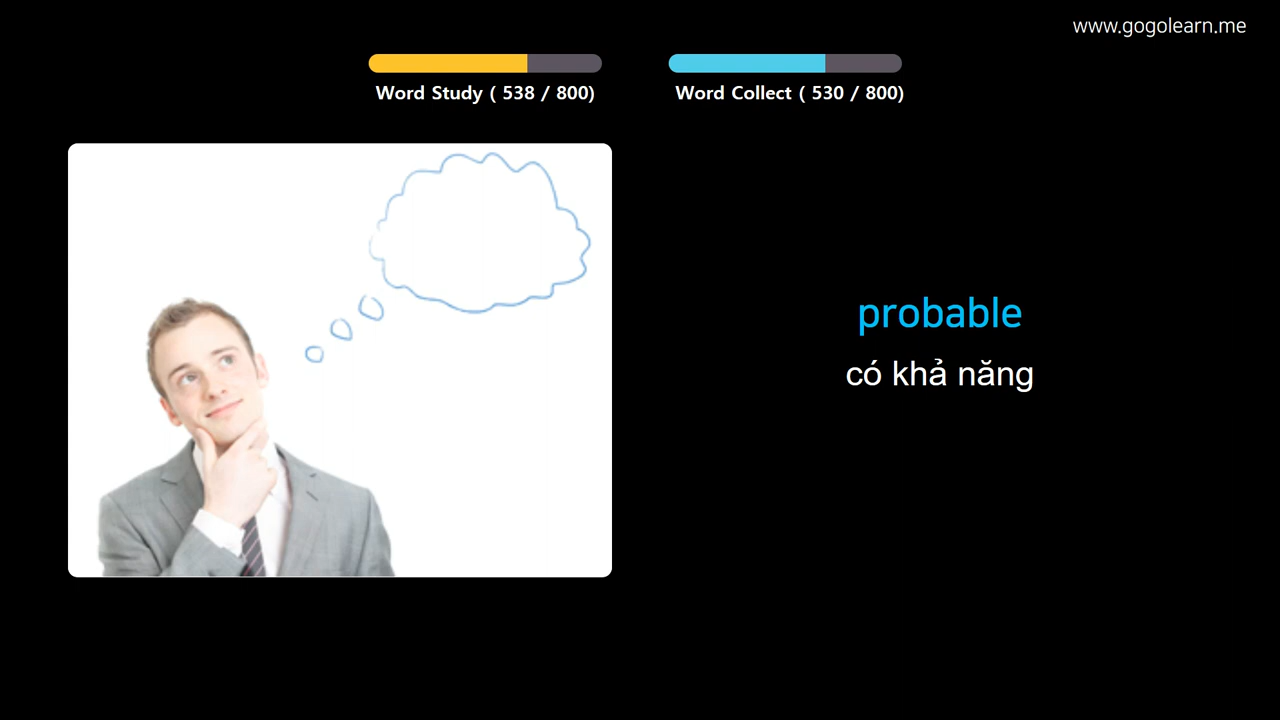 www.gogolearn.me
Word Study ( 538 / 800)
Word Collect ( 530 / 800)
probable
có khả năng